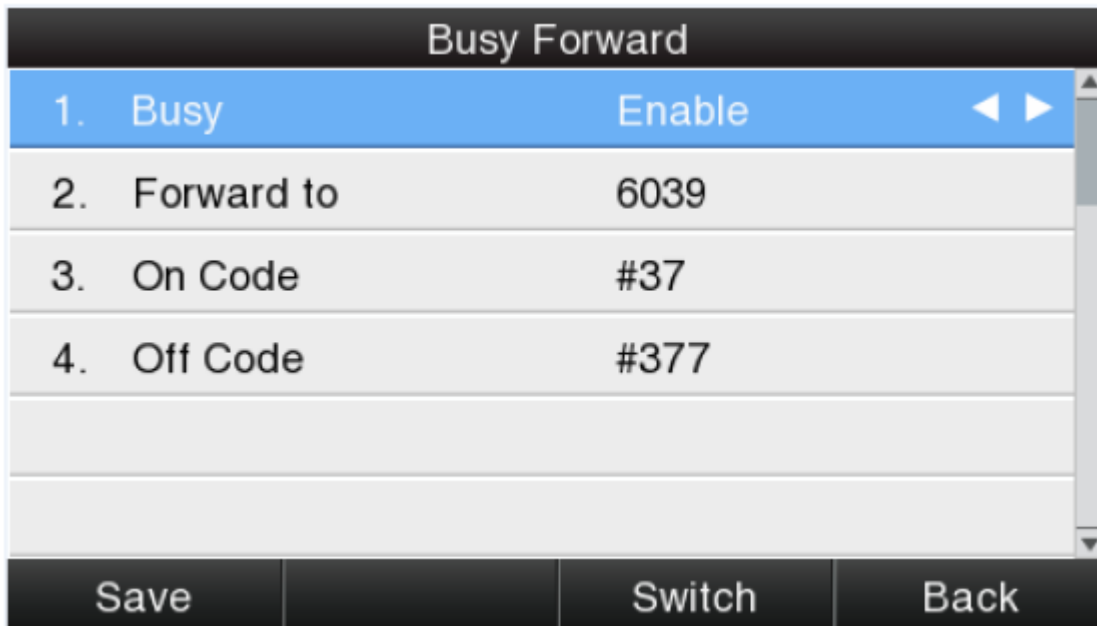 Busy Forward
1. Busy Enable
2. Forward to 6039
3. On Code #37
4. Off Code #377
Save Switch Back